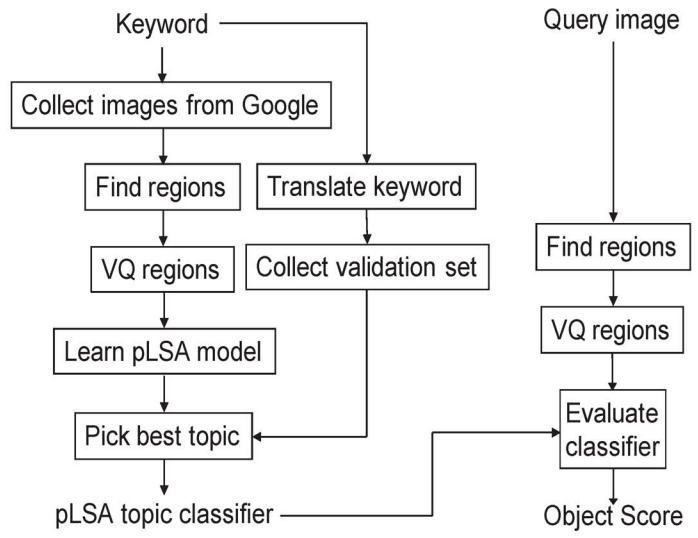 Keyword
Collect images from Google
Find regions
VQ regions
Learn pLSA model
Pick best topic
pLSA topic classifier
Translate keyword
Collect validation set
Query image
Find regions
VQ regions
Evaluate
classifier
Object Score